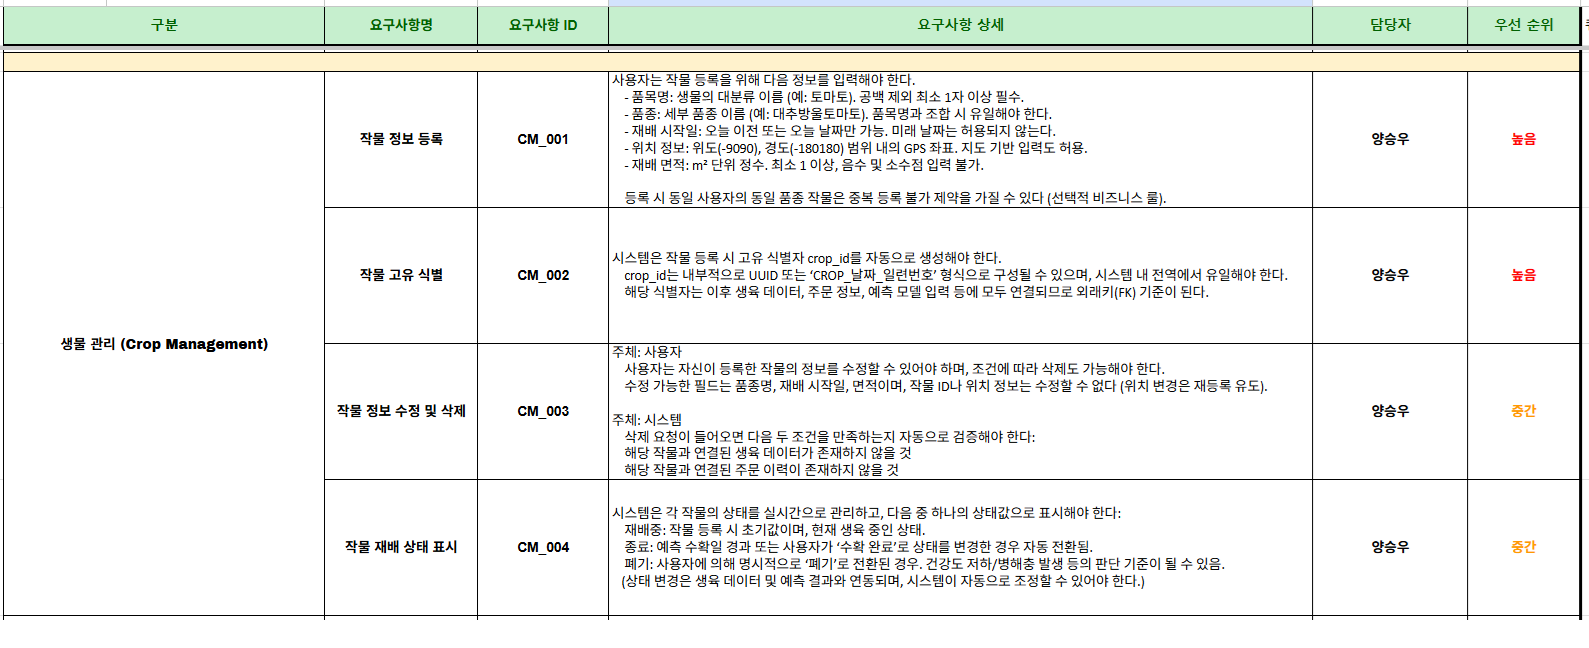 구분 요구사항명 요구사항 ID 요구사항 상세 담당자 우선 순위
생물 관리 (Crop Management)
작물 정보 등록
CM_001
사용자는 작물 등록을 위해 다음 정보를 입력해야 한다.
- 품목명: 생물의 대분류 이름 (예: 토마토). 공백 제외 최소 1자 이상 필수.
- 품종: 세부 품종 이름 (예: 대추방울토마토). 품목명과 조합 시 유일해야 한다.
- 재배 시작일: 오늘 이전 또는 오늘 날짜만 가능. 미래 날짜는 허용되지 않는다.
- 위치 정보: 위도(-9090), 경도(-180180) 범위 내의 GPS 좌표. 지도 기반 입력도 허용.
- 재배 면적: m² 단위 정수. 최소 1 이상, 음수 및 소수점 입력 불가.
등록 시 동일 사용자의 동일 품종 작물은 중복 등록 불가 제약을 가질 수 있다 (선택적 비즈니스 룰).
양승우
높음
작물 고유 식별
CM_002
시스템은 작물 등록 시 고유 식별자 crop_id를 자동으로 생성해야 한다.
crop_id는 내부적으로 UUID 또는 ‘CROP_날짜_일련번호’ 형식으로 구성될 수 있으며, 시스템 내 전역에서 유일해야 한다.
해당 식별자는 이후 생육 데이터, 주문 정보, 예측 모델 입력 등에 모두 연결되므로 외래키(FK) 기준이 된다.
양승우
높음
작물 정보 수정 및 삭제
CM_003
주체: 사용자
사용자는 자신이 등록한 작물의 정보를 수정할 수 있어야 하며, 조건에 따라 삭제도 가능해야 한다.
수정 가능한 필드는 품종명, 재배 시작일, 면적이며, 작물 ID나 위치 정보는 수정할 수 없다 (위치 변경은 재등록 유도).
주체: 시스템
삭제 요청이 들어오면 다음 두 조건을 만족하는지 자동으로 검증해야 한다:
해당 작물과 연결된 생육 데이터가 존재하지 않을 것
해당 작물과 연결된 주문 이력이 존재하지 않을 것
양승우
중간
작물 재배 상태 표시
CM_004
시스템은 각 작물의 상태를 실시간으로 관리하고, 다음 중 하나의 상태값으로 표시해야 한다:
재배중: 작물 등록 시 초기값이며, 현재 생육 중인 상태.
종료: 예측 수확일 경과 또는 사용자가 ‘수확 완료’로 상태를 변경한 경우 자동 전환됨.
폐기: 사용자에 의해 명시적으로 ‘폐기’로 전환된 경우. 건강도 저하/병해충 발생 등의 판단 기준이 될 수 있음.
(상태 변경은 생육 데이터 및 예측 결과와 연동되며, 시스템이 자동으로 조정할 수 있어야 한다.)
양승우
중간